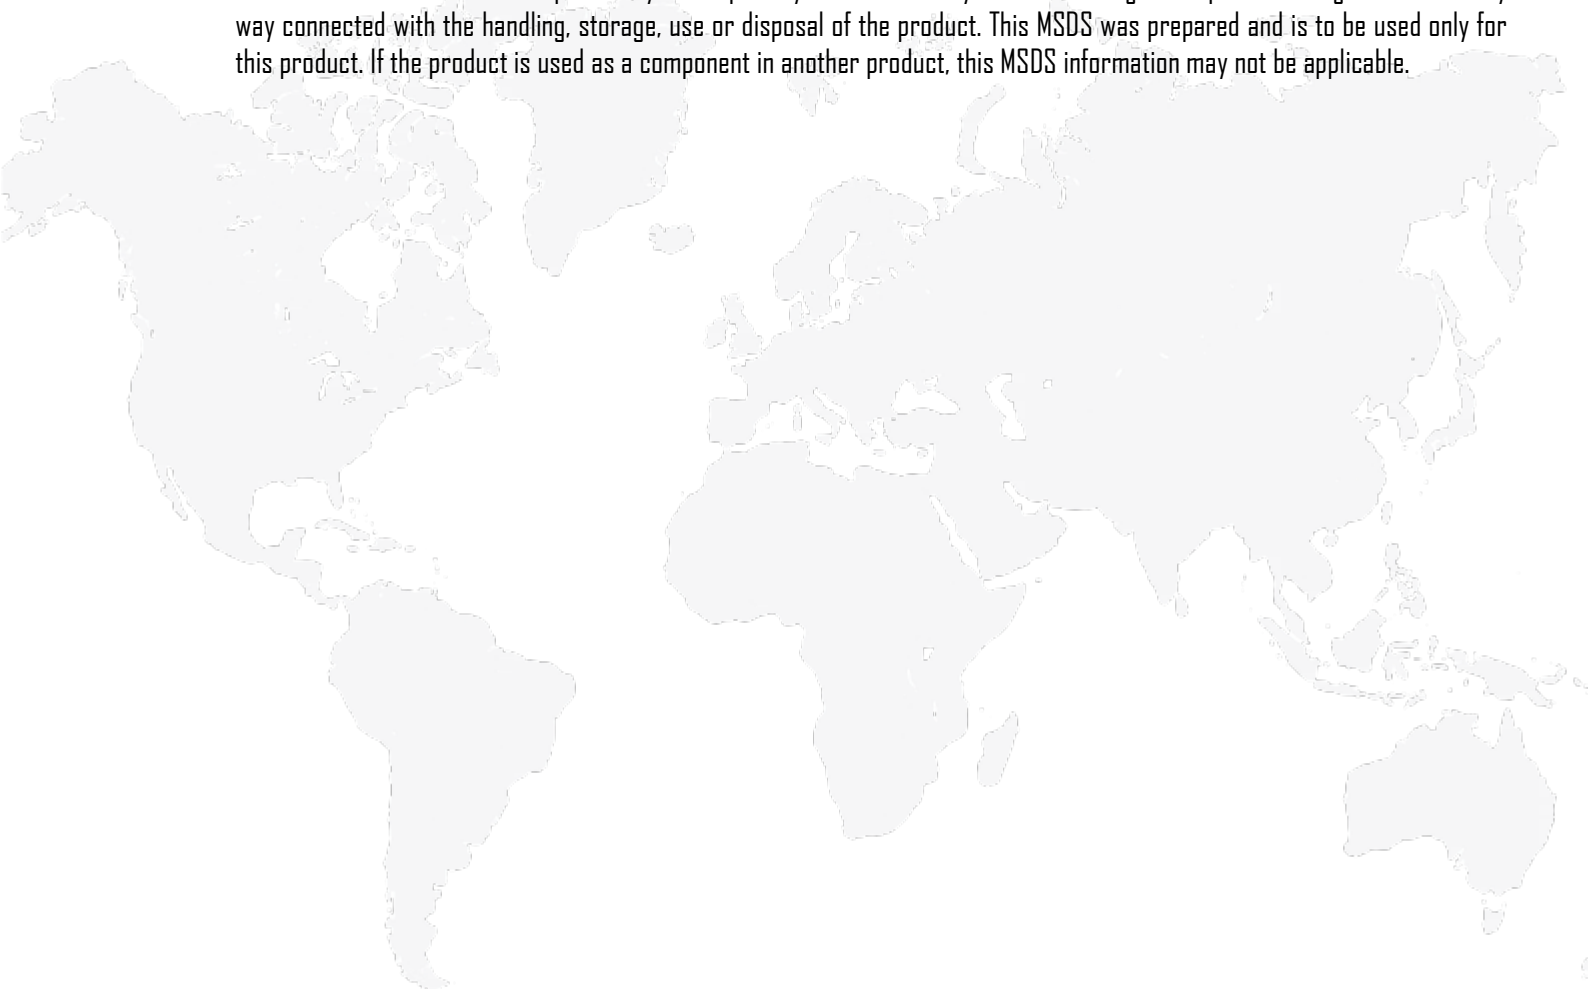 way connected with the handling, storage, use or disposal of the product. This MSDS was prepared and is to be used only for
this product. If the product is used as a component in another product, this MSDS information may not be applicable.